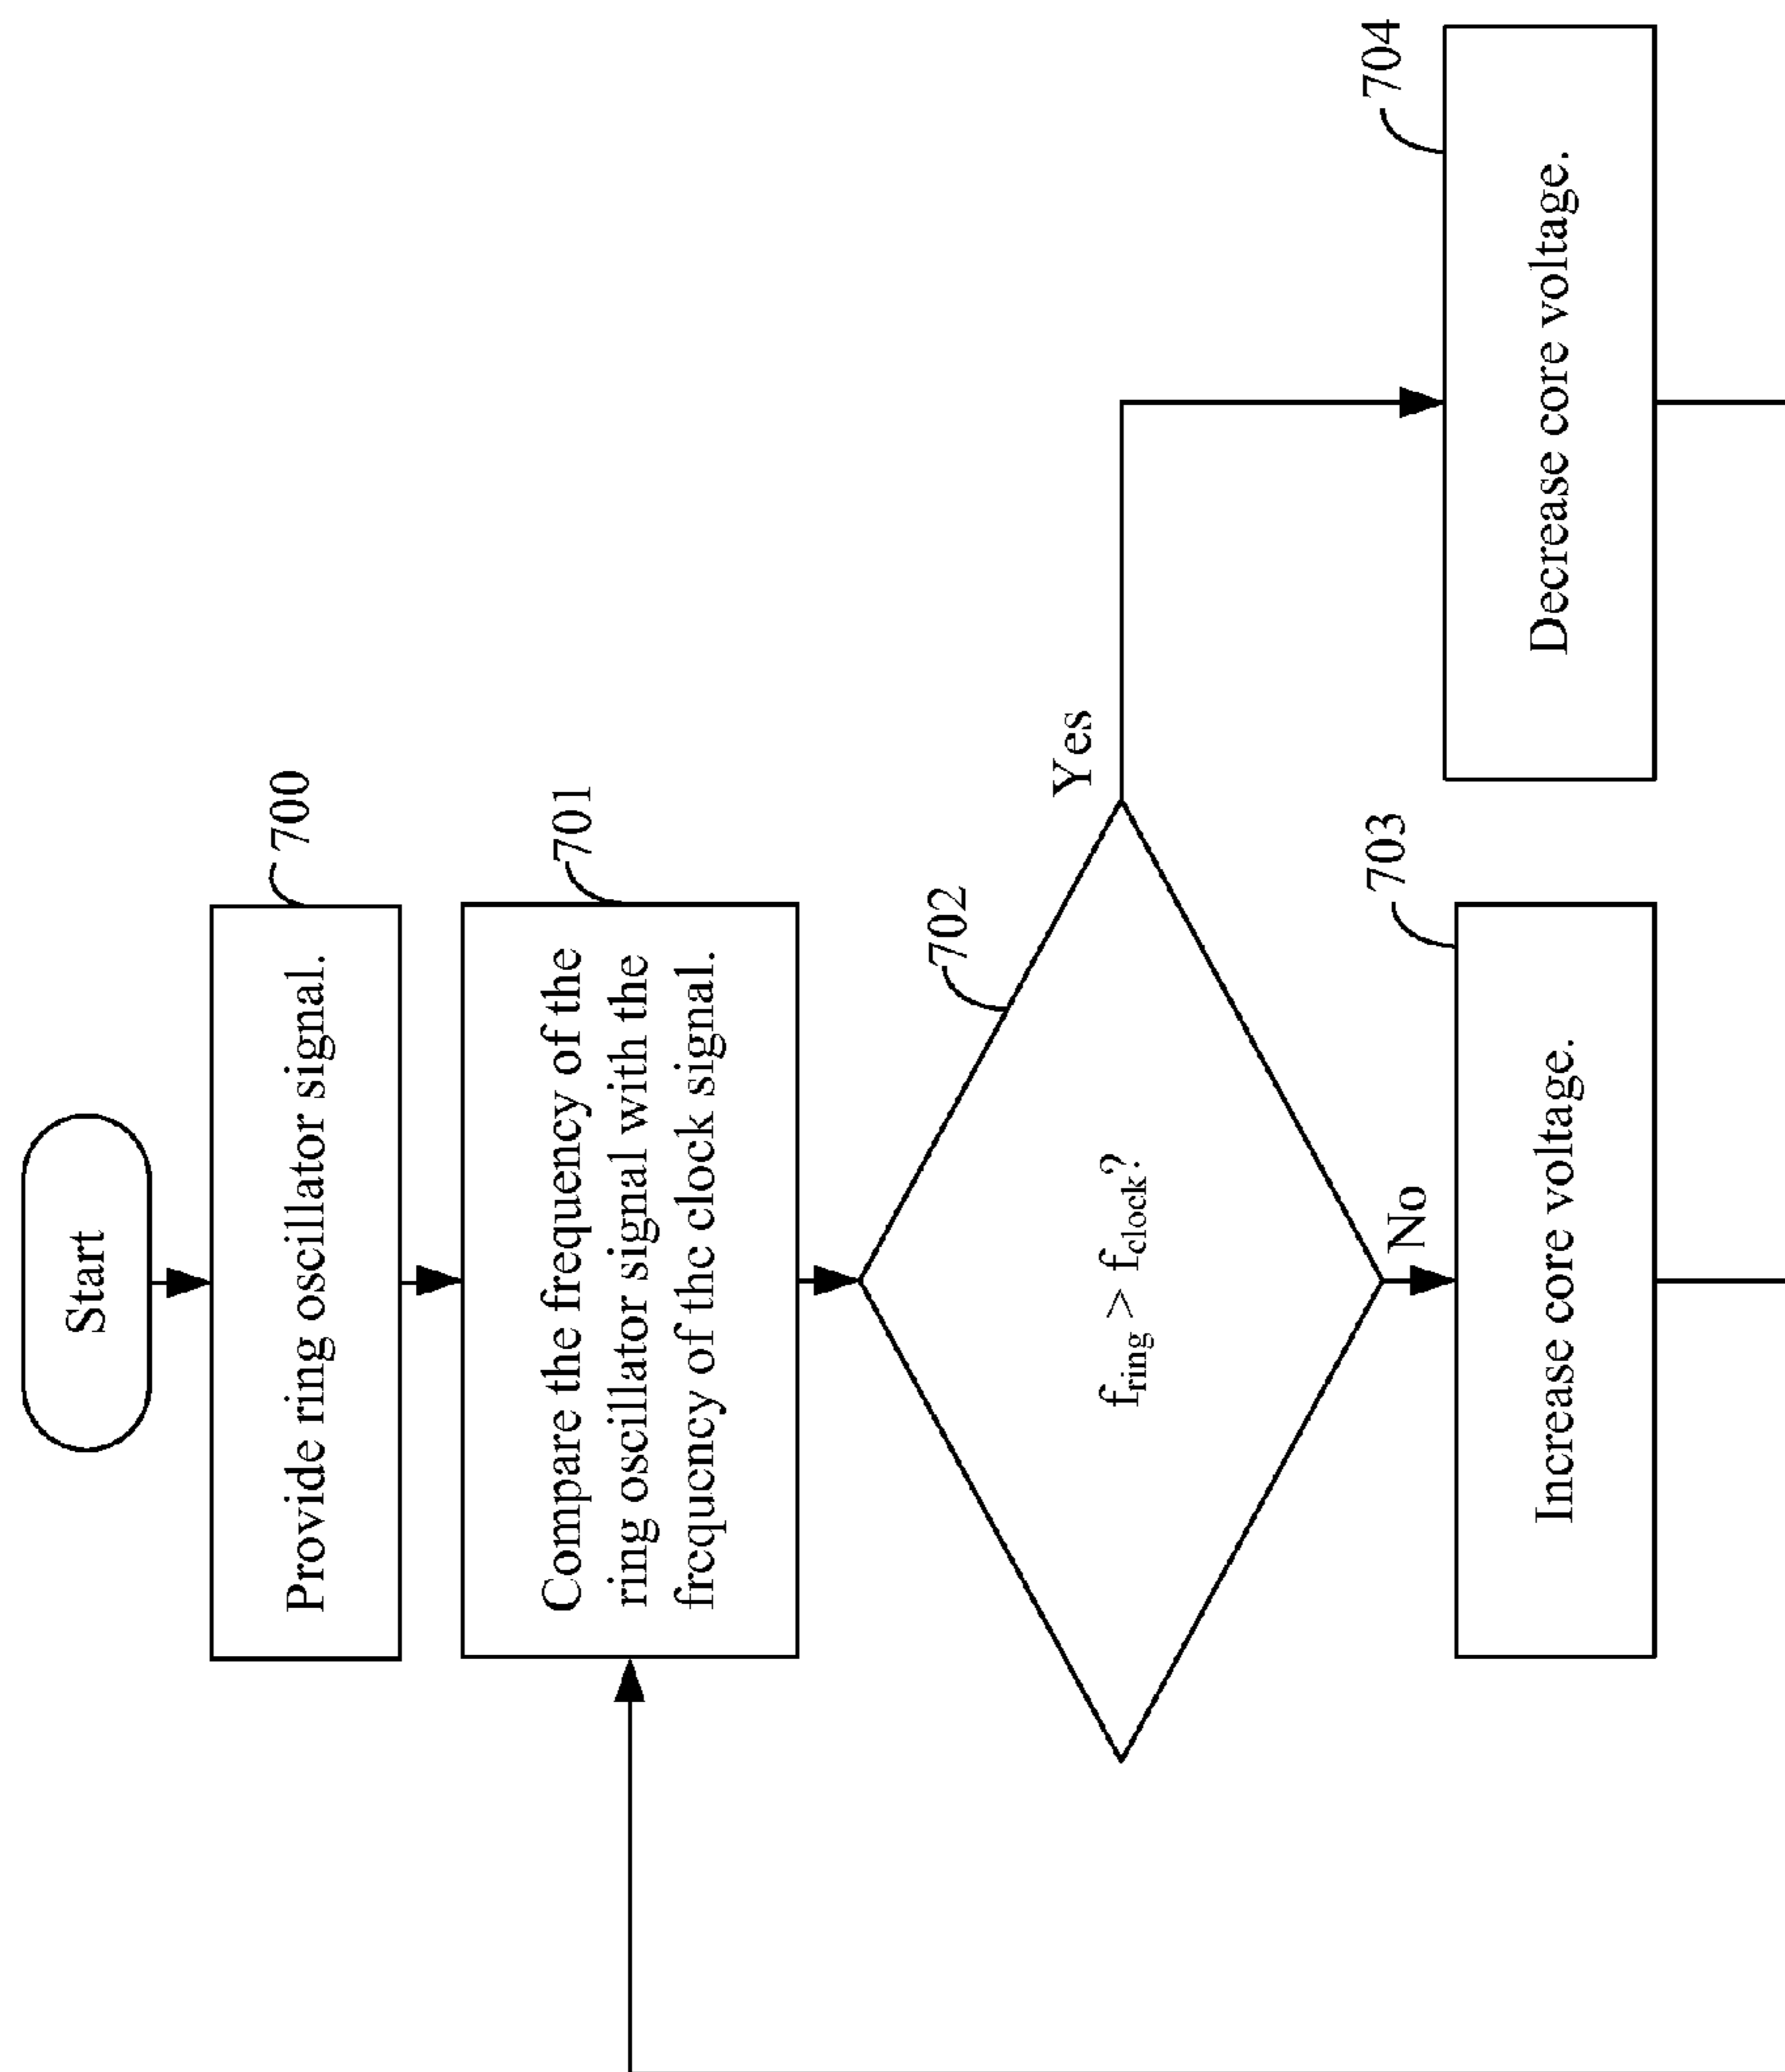 Start
700
Provide ring oscillator signal.
701
Compare the frequency of the
ring oscillator signal with the
frequency of the clock signal.
702
f_ring > f_clock?
Yes
No
703
Increase core voltage.
704
Decrease core voltage.